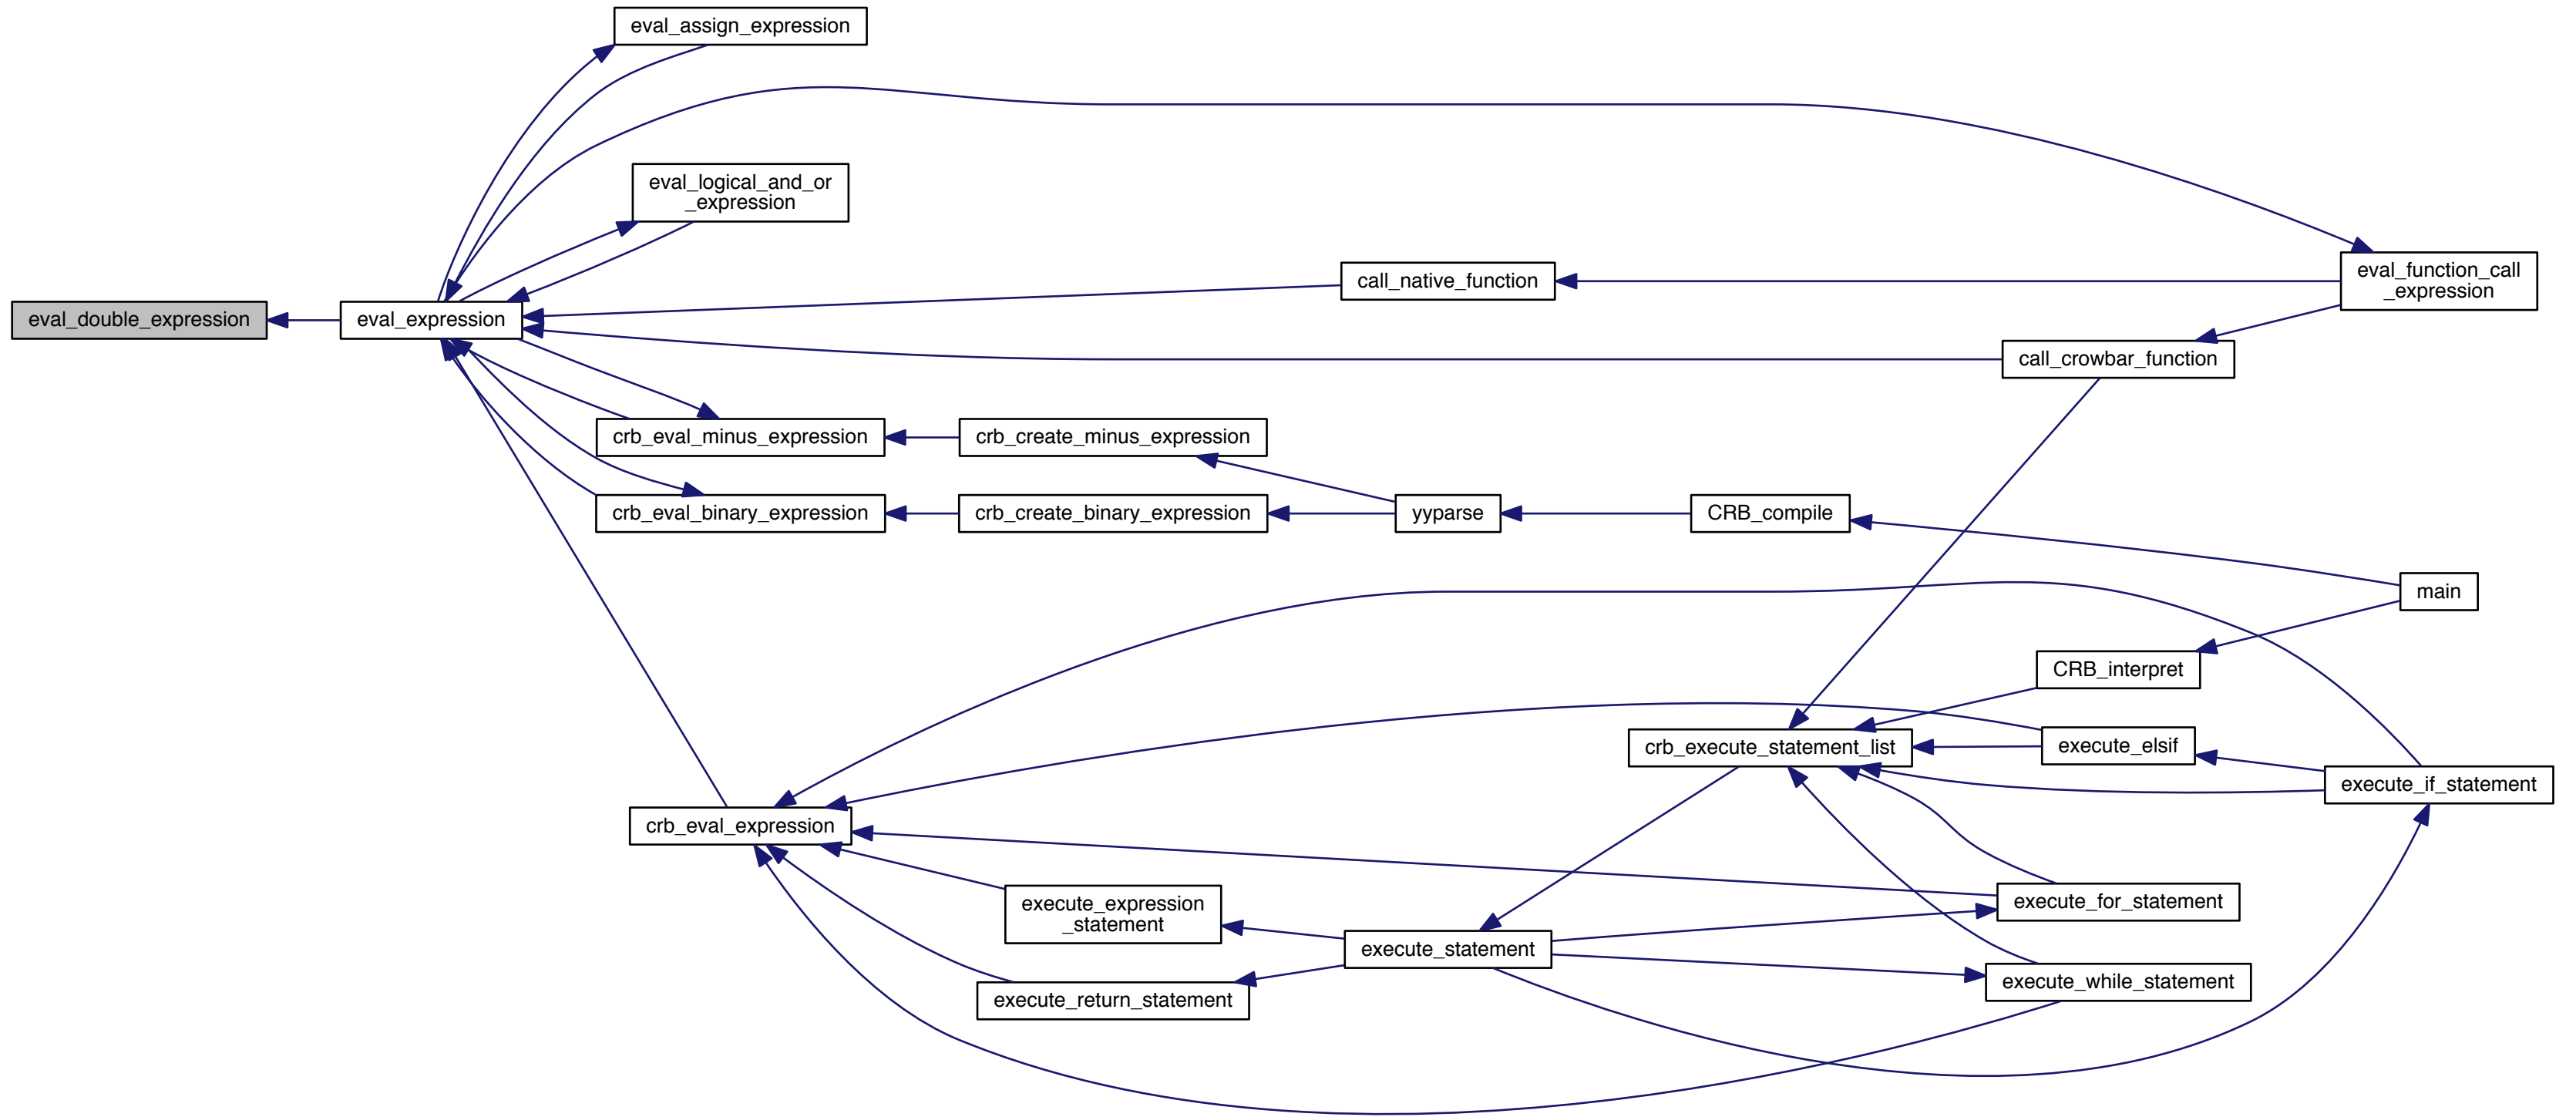 eval_assign_expression
eval_logical_and_or
_expression
eval_function_call
_expression
call_native_function
eval_double_expression
eval_expression
call_crowbar_function
crb_eval_minus_expression
crb_create_minus_expression
crb_eval_binary_expression
crb_create_binary_expression
yyparse
CRB_compile
main
CRB_interpret
crb_execute_statement_list
execute_elsif
execute_if_statement
crb_eval_expression
execute_expression
_statement
execute_for_statement
execute_statement
execute_while_statement
execute_return_statement